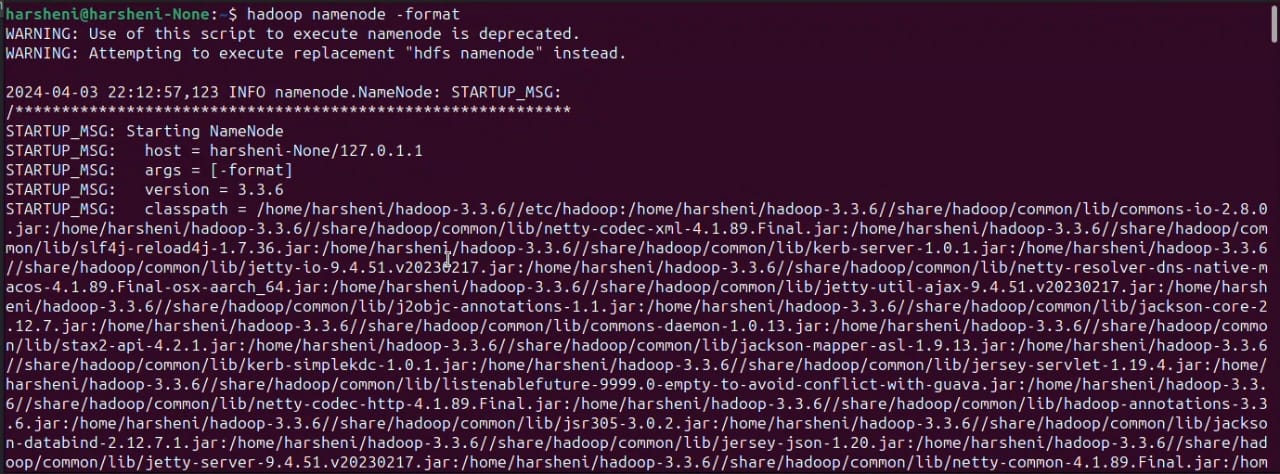 harsheni@harsheni-None:~$ hadoop namenode -format
WARNING: Use of this script to execute namenode is deprecated.
WARNING: Attempting to execute replacement "hdfs namenode" instead.
2024-04-03 22:12:57,123 INFO namenode.NameNode: STARTUP_MSG:
/************************************************************
STARTUP_MSG: Starting NameNode
STARTUP_MSG:   host = harsheni-None/127.0.1.1
STARTUP_MSG:   args = [-format]
STARTUP_MSG:   version = 3.3.6
STARTUP_MSG:   classpath = /home/harsheni/hadoop-3.3.6//etc/hadoop:/home/harsheni/hadoop-3.3.6//share/hadoop/common/lib/commons-io-2.8.0
.jar:/home/harsheni/hadoop-3.3.6//share/hadoop/common/lib/netty-codec-xml-4.1.89.Final.jar:/home/harsheni/hadoop-3.3.6//share/hadoop/com
mon/lib/slf4j-reload4j-1.7.36.jar:/home/harsheni/hadoop-3.3.6//share/hadoop/common/lib/kerb-server-1.0.1.jar:/home/harsheni/hadoop-3.3.6
//share/hadoop/common/lib/jetty-io-9.4.51.v20230217.jar:/home/harsheni/hadoop-3.3.6//share/hadoop/common/lib/netty-resolver-dns-native-m
acos-4.1.89.Final-osx-aarch_64.jar:/home/harsheni/hadoop-3.3.6//share/hadoop/common/lib/jetty-util-ajax-9.4.51.v20230217.jar:/home/harsh
eni/hadoop-3.3.6//share/hadoop/common/lib/j2objc-annotations-1.1.jar:/home/harsheni/hadoop-3.3.6//share/hadoop/common/lib/jackson-core-2
.12.7.jar:/home/harsheni/hadoop-3.3.6//share/hadoop/common/lib/commons-daemon-1.0.13.jar:/home/harsheni/hadoop-3.3.6//share/hadoop/commo
n/lib/stax2-api-4.2.1.jar:/home/harsheni/hadoop-3.3.6//share/hadoop/common/lib/jackson-mapper-asl-1.9.13.jar:/home/harsheni/hadoop-3.3.6
//share/hadoop/common/lib/kerb-simplekdc-1.0.1.jar:/home/harsheni/hadoop-3.3.6//share/hadoop/common/lib/jersey-servlet-1.19.4.jar:/home/
harsheni/hadoop-3.3.6//share/hadoop/common/lib/listenablefuture-9999.0-empty-to-avoid-conflict-with-guava.jar:/home/harsheni/hadoop-3.3.
6//share/hadoop/common/lib/netty-codec-http-4.1.89.Final.jar:/home/harsheni/hadoop-3.3.6//share/hadoop/common/lib/hadoop-annotations-3.3
.6.jar:/home/harsheni/hadoop-3.3.6//share/hadoop/common/lib/jsr305-3.0.2.jar:/home/harsheni/hadoop-3.3.6//share/hadoop/common/lib/jackso
n-databind-2.12.7.1.jar:/home/harsheni/hadoop-3.3.6//share/hadoop/common/lib/jersey-json-1.20.jar:/home/harsheni/hadoop-3.3.6//share/had
oop/common/lib/jetty-server-9.4.51.v20230217.jar:/home/harsheni/hadoop-3.3.6//share/hadoop/common/lib/netty-common-4.1.89.Final.jar:/hom